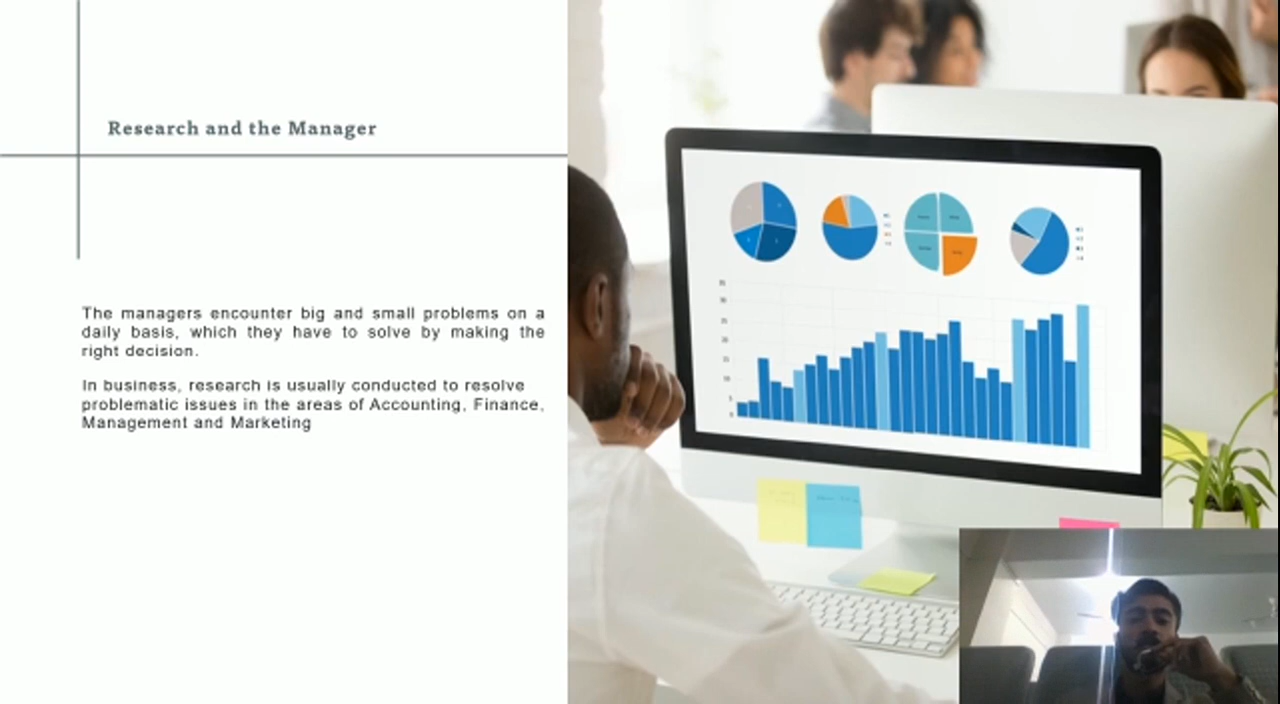 Research and the Manager
The managers encounter big and small problems on a
daily basis, which they have to solve by making the
right decision.
In business, research is usually conducted to resolve
problematic issues in the areas of Accounting, Finance,
Management and Marketing